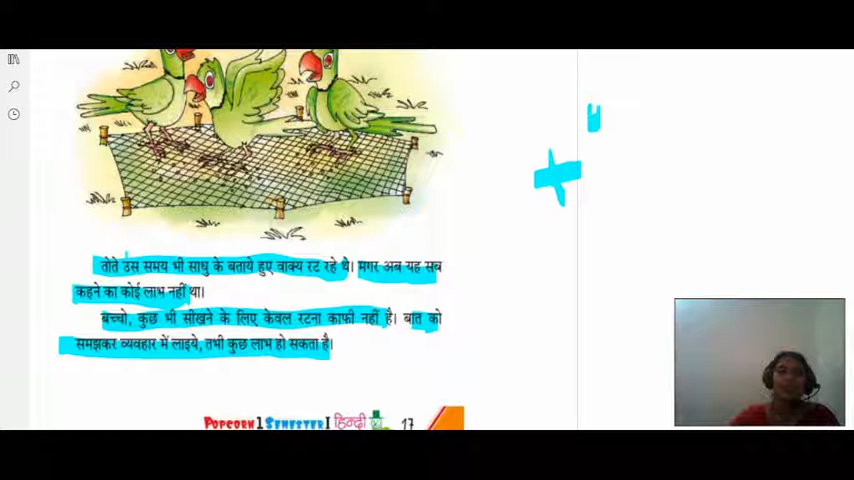 तोते उस समय भी साधु के बताये हुए वाक्य रट रहे थे। मगर अब यह सब
कहने का कोई लाभ नहीं था।
बच्चो, कुछ भी सीखने के लिए केवल रटना काफी नहीं है। बात को
समझकर व्यवहार में लाइये, तभी कुछ लाभ हो सकता है।
POPCORN 1 SEMESTER I हिन्दी 17